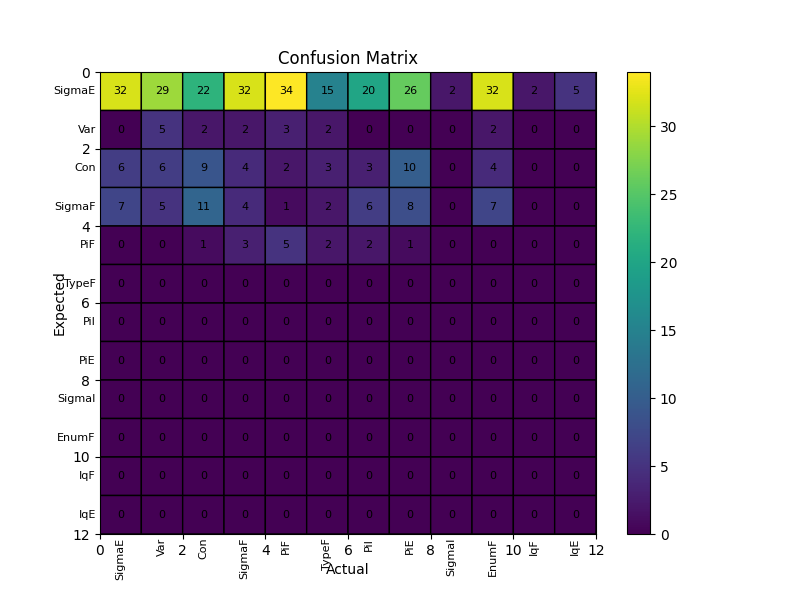 Confusion Matrix
0
SigmaE 32 29 22 32 34 15 20 26 2 32 2 5
Var 0 5 2 2 3 2 0 0 0 2 0 0
2
Con 6 6 9 4 2 3 3 10 0 4 0 0
SigmaF 7 5 11 4 1 2 6 8 0 7 0 0
4
PiF 0 0 1 3 5 2 2 1 0 0 0 0
TypeF 0 0 0 0 0 0 0 0 0 0 0 0
6
PiI 0 0 0 0 0 0 0 0 0 0 0 0
PiE 0 0 0 0 0 0 0 0 0 0 0 0
8
SigmaI 0 0 0 0 0 0 0 0 0 0 0 0
EnumF 0 0 0 0 0 0 0 0 0 0 0 0
10
IqF 0 0 0 0 0 0 0 0 0 0 0 0
IqE 0 0 0 0 0 0 0 0 0 0 0 0
12
Expected
0 2 4 6 8 10 12
SigmaE Var Con SigmaF PiF TypeF PiI PiE SigmaI EnumF IqF IqE
Actual
30
25
20
15
10
5
0